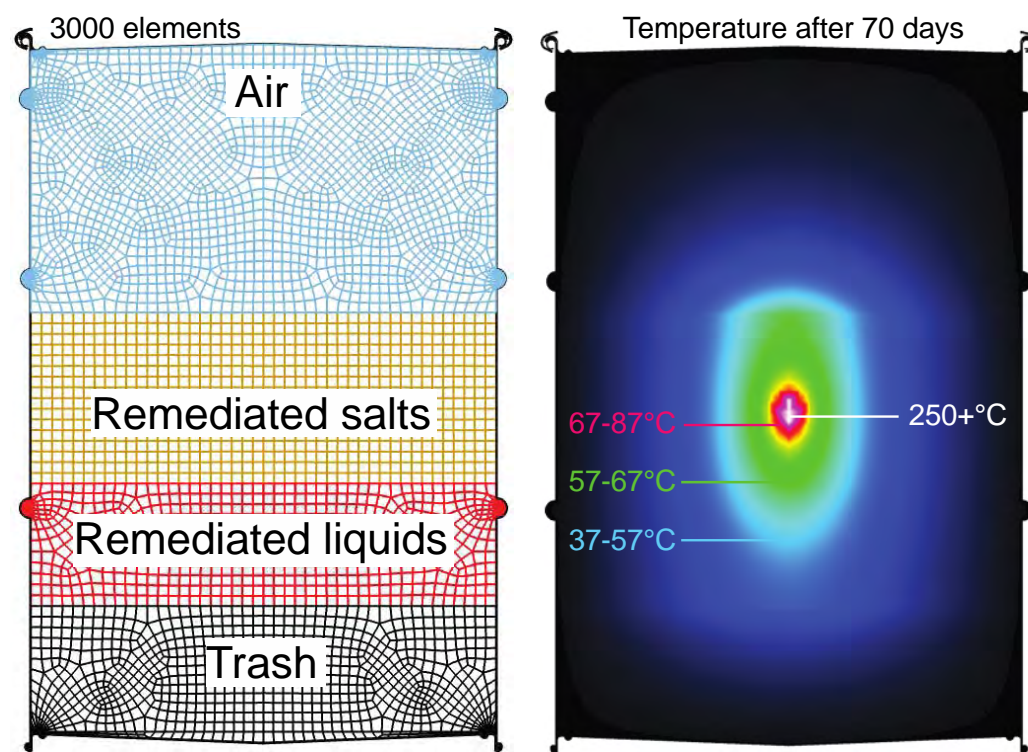 3000 elements
Air
Remediated salts
Remediated liquids
Trash
Temperature after 70 days
67-87°C
250+°C
57-67°C
37-57°C